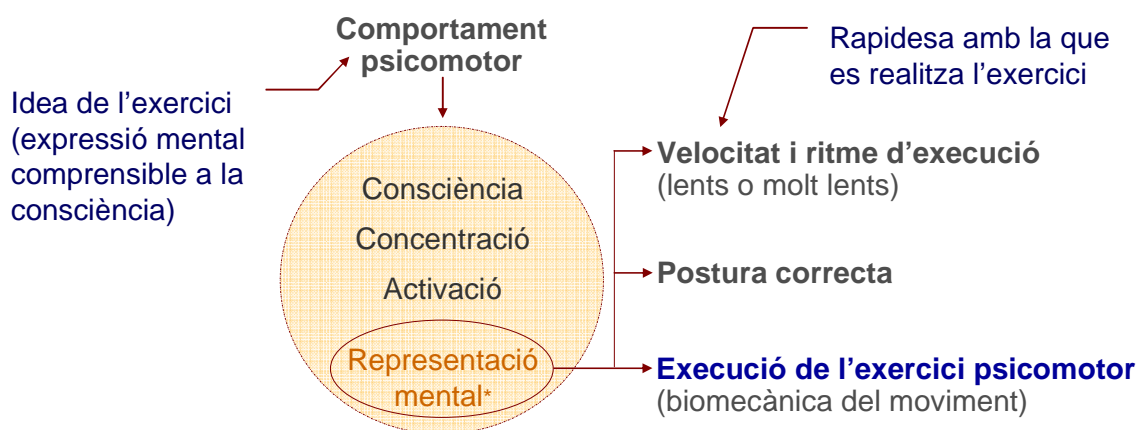 Comportament
psicomotor
Rapidesa amb la que
es realitza l’exercici
Idea de l’exercici
(expressió mental
comprensible a la
consciència)
Consciència
Concentració
Activació
Representació
mental*
Velocitat i ritme d’execució
(lents o molt lents)
Postura correcta
Execució de l’exercici psicomotor
(biomecànica del moviment)